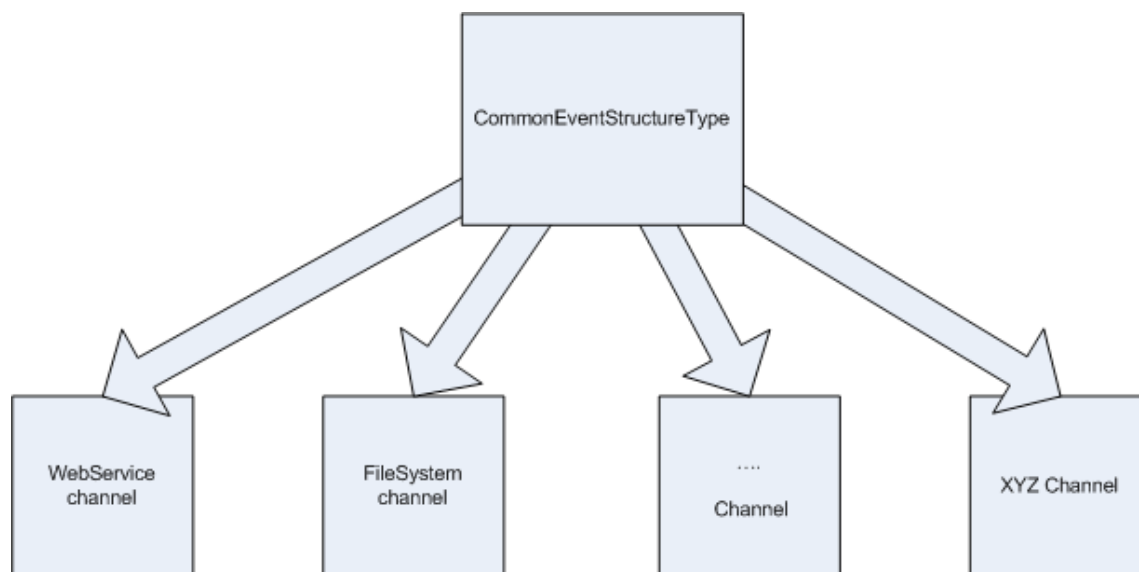 CommonEventStructureType
WebService
channel
FileSystem
channel
....
Channel
XYZ Channel